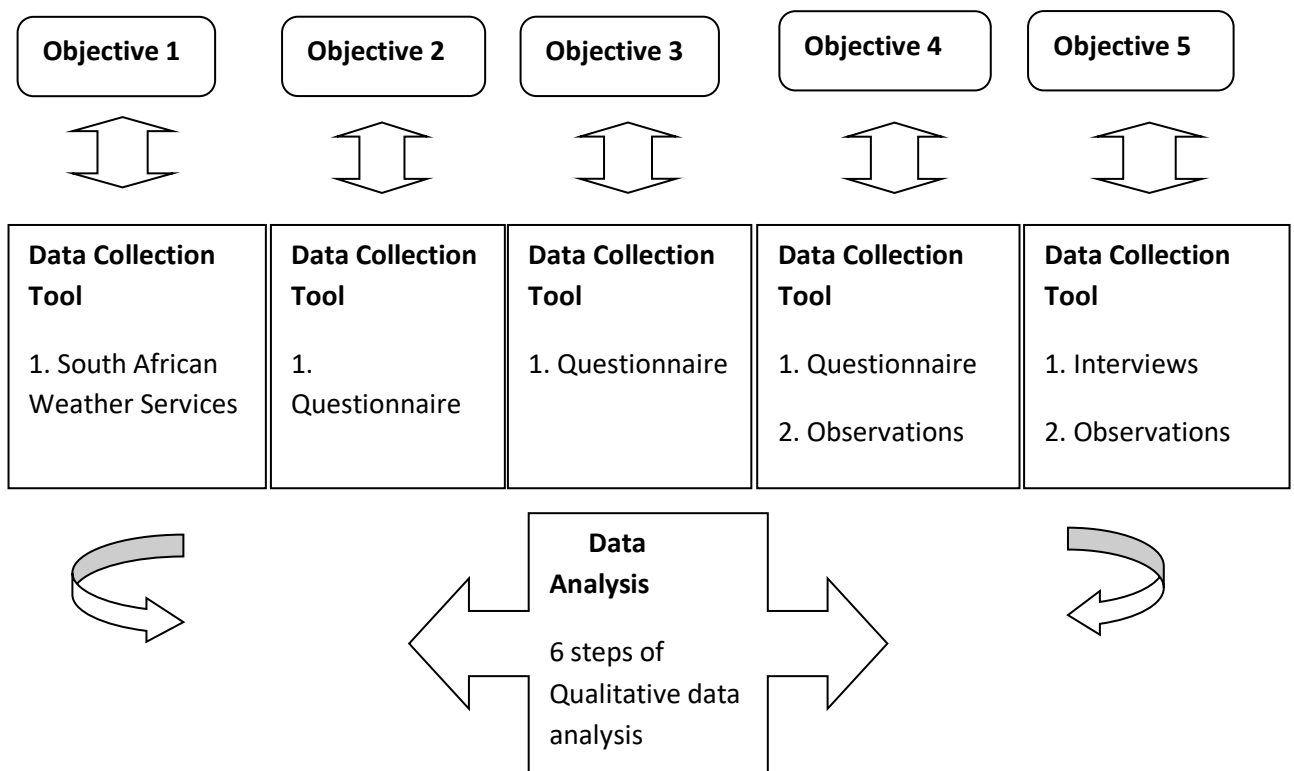 Objective 1
Objective 2
Objective 3
Objective 4
Objective 5
Data Collection
Tool
1. South African
Weather Services
Data Collection
Tool
1.
Questionnaire
Data Collection
Tool
1. Questionnaire
Data Collection
Tool
1. Questionnaire
2. Observations
Data Collection
Tool
1. Interviews
2. Observations
Data
Analysis
6 steps of
Qualitative data
analysis